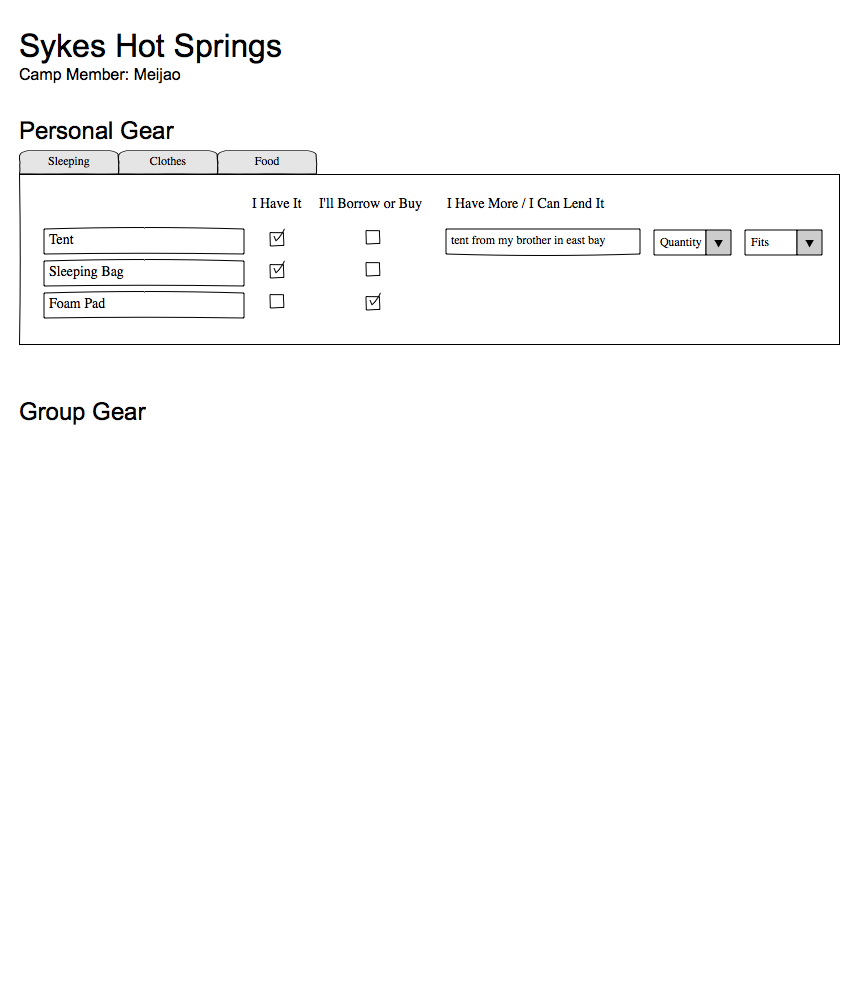 Sykes Hot Springs
Camp Member: Meijao
Personal Gear
Sleeping Clothes Food
I Have It I'll Borrow or Buy I Have More / I Can Lend It
Tent tent from my brother in east bay Quantity Fits
Sleeping Bag
Foam Pad
Group Gear